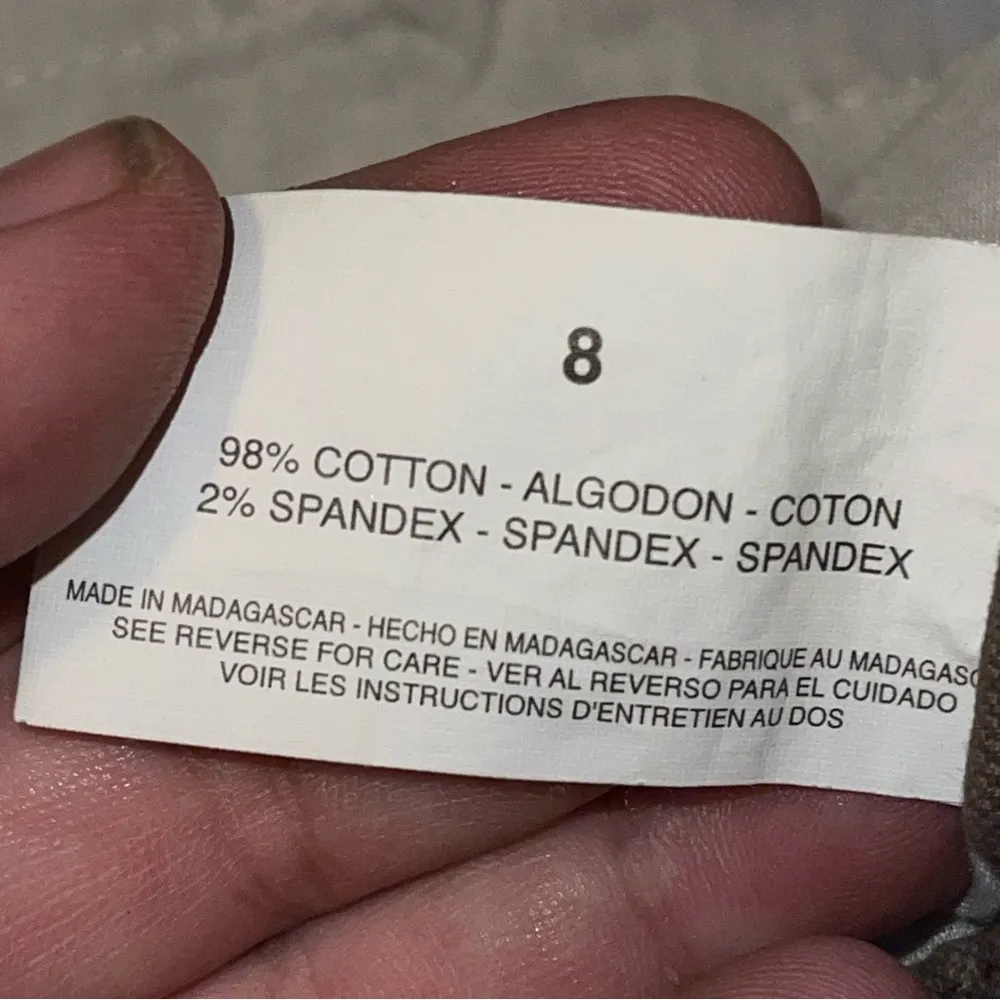 8
98% COTTON - ALGODON - COTON
2% SPANDEX - SPANDEX - SPANDEX
MADE IN MADAGASCAR - HECHO EN MADAGASCAR - FABRIQUE AU MADAGASC
SEE REVERSE FOR CARE - VER AL REVERSO PARA EL CUIDADO
VOIR LES INSTRUCTIONS D'ENTRETIEN AU DOS